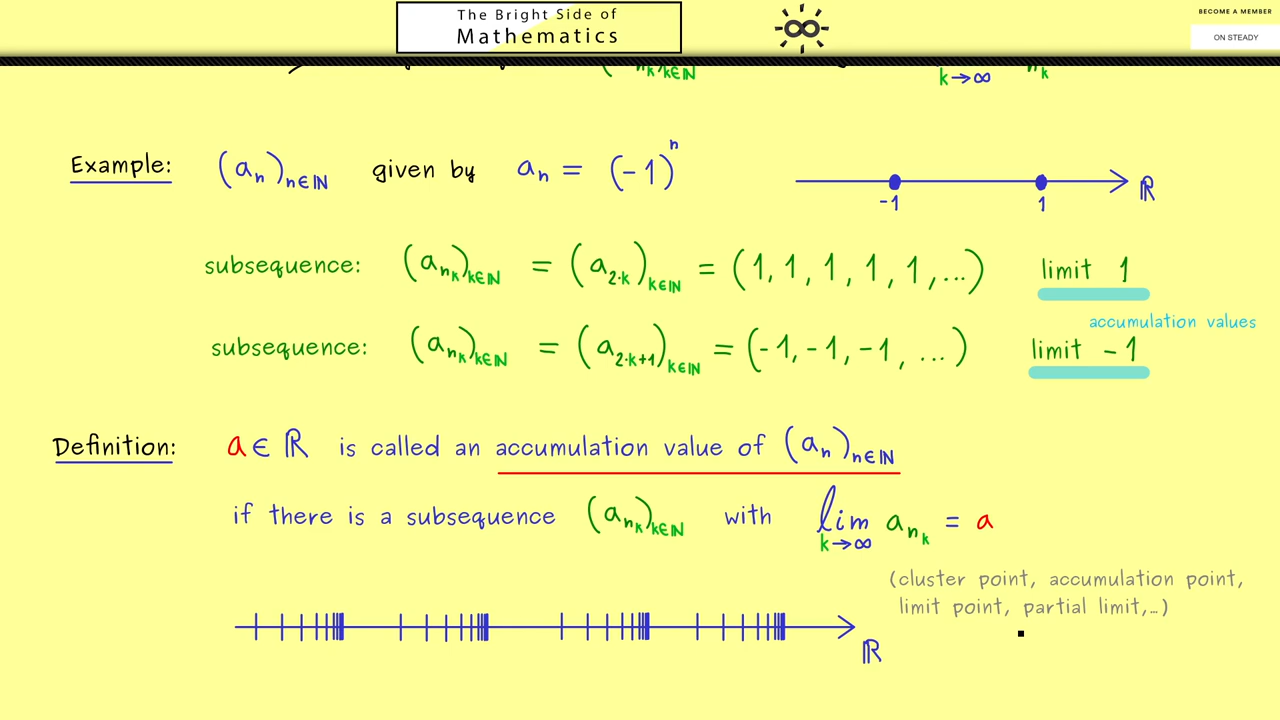 The Bright Side of
Mathematics
BECOME A MEMBER
ON STEADY
k→∞
Example: (aₙ)ₙ∈ℕ given by aₙ = (-1)ⁿ
-1 1 ℝ
subsequence: (a_{n_k})_{k∈ℕ} = (a_{2·k})_{k∈ℕ} = (1, 1, 1, 1, 1, ...) limit 1
accumulation values
subsequence: (a_{n_k})_{k∈ℕ} = (a_{2·k+1})_{k∈ℕ} = (-1, -1, -1, ...) limit -1
Definition: a ∈ ℝ is called an accumulation value of (aₙ)ₙ∈ℕ
if there is a subsequence (a_{n_k})_{k∈ℕ} with lim_{k→∞} a_{n_k} = a
(cluster point, accumulation point,
limit point, partial limit,...)
ℝ